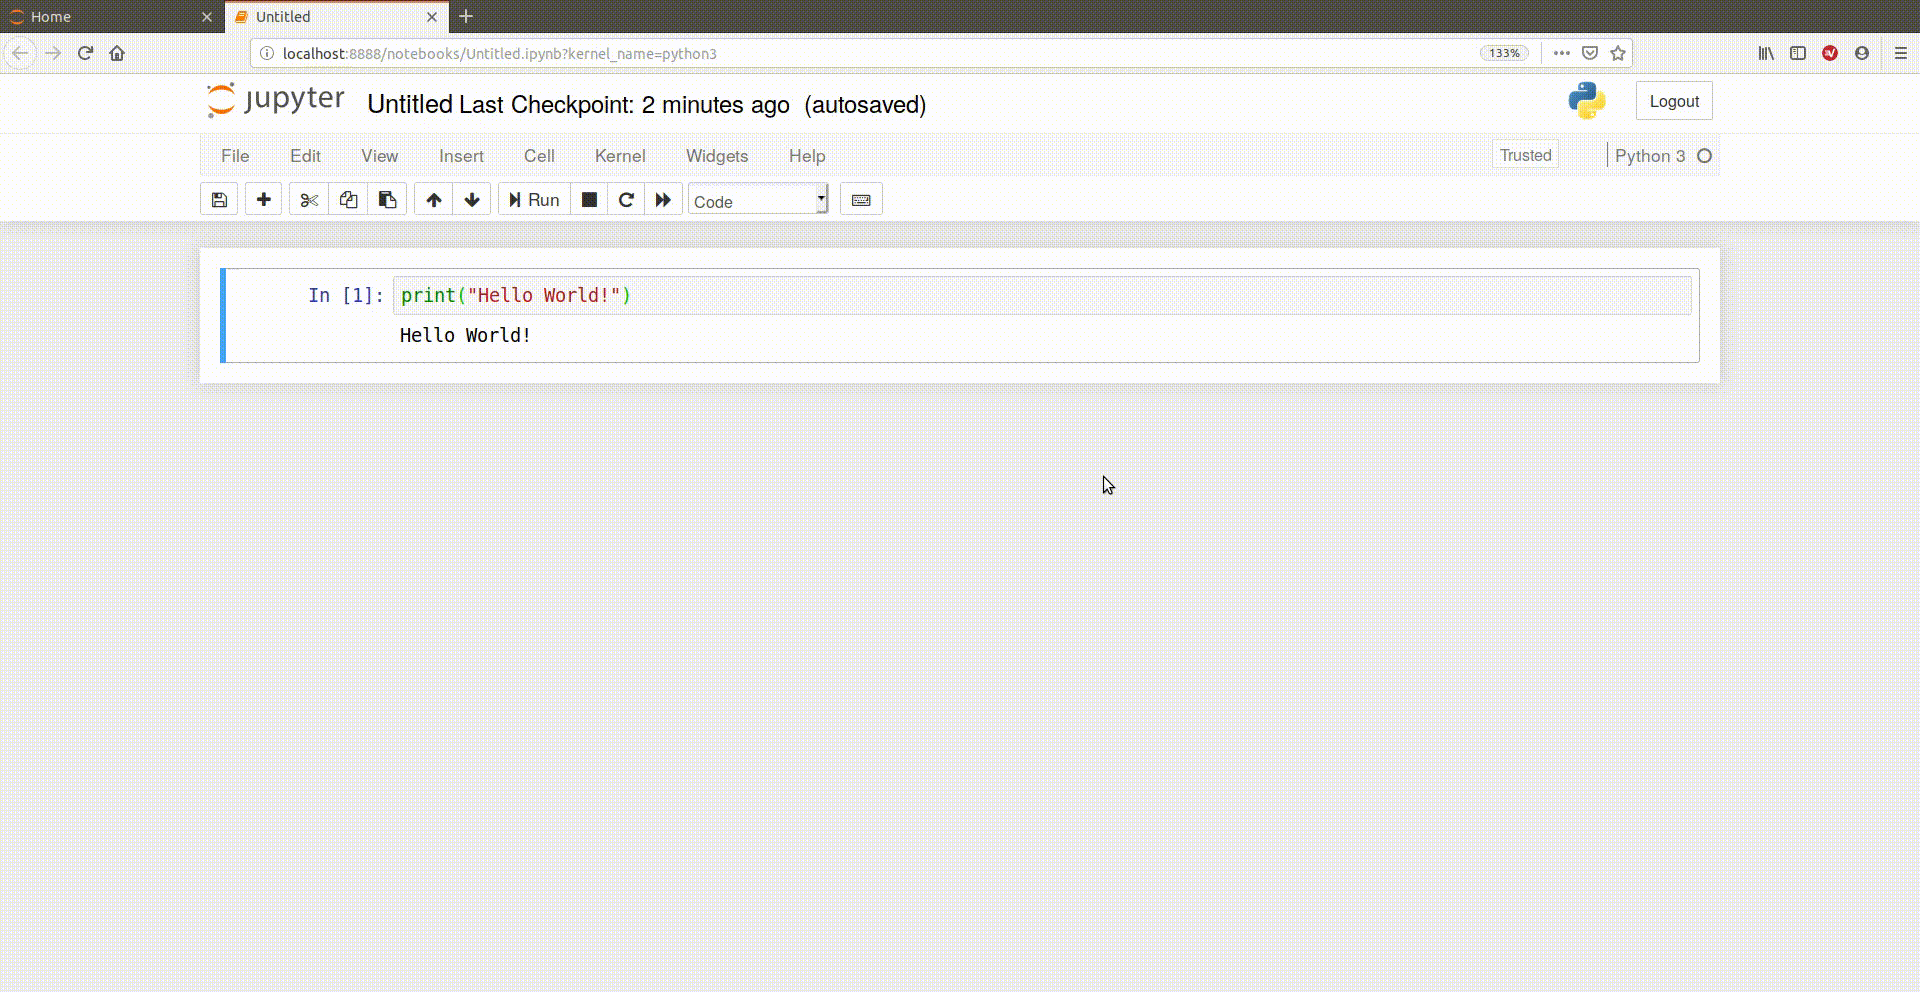 Home
Untitled
localhost:8888/notebooks/Untitled.ipynb?kernel_name=python3
133%
jupyter
Untitled Last Checkpoint: 2 minutes ago (autosaved)
Logout
File Edit View Insert Cell Kernel Widgets Help
Trusted
Python 3
Run
Code
In [1]: print("Hello World!")
Hello World!